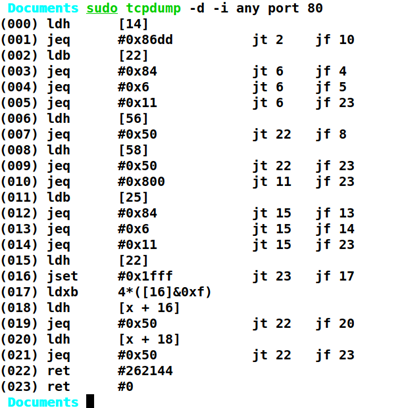 Documents sudo tcpdump -d -i any port 80
(000) ldh      [14]
(001) jeq      #0x86dd          jt 2    jf 10
(002) ldb      [22]
(003) jeq      #0x84            jt 6    jf 4
(004) jeq      #0x6             jt 6    jf 5
(005) jeq      #0x11            jt 6    jf 23
(006) ldh      [56]
(007) jeq      #0x50            jt 22   jf 8
(008) ldh      [58]
(009) jeq      #0x50            jt 22   jf 23
(010) jeq      #0x800           jt 11   jf 23
(011) ldb      [25]
(012) jeq      #0x84            jt 15   jf 13
(013) jeq      #0x6             jt 15   jf 14
(014) jeq      #0x11            jt 15   jf 23
(015) ldh      [22]
(016) jset     #0x1fff          jt 23   jf 17
(017) ldxb     4*([16]&0xf)
(018) ldh      [x + 16]
(019) jeq      #0x50            jt 22   jf 20
(020) ldh      [x + 18]
(021) jeq      #0x50            jt 22   jf 23
(022) ret      #262144
(023) ret      #0
Documents